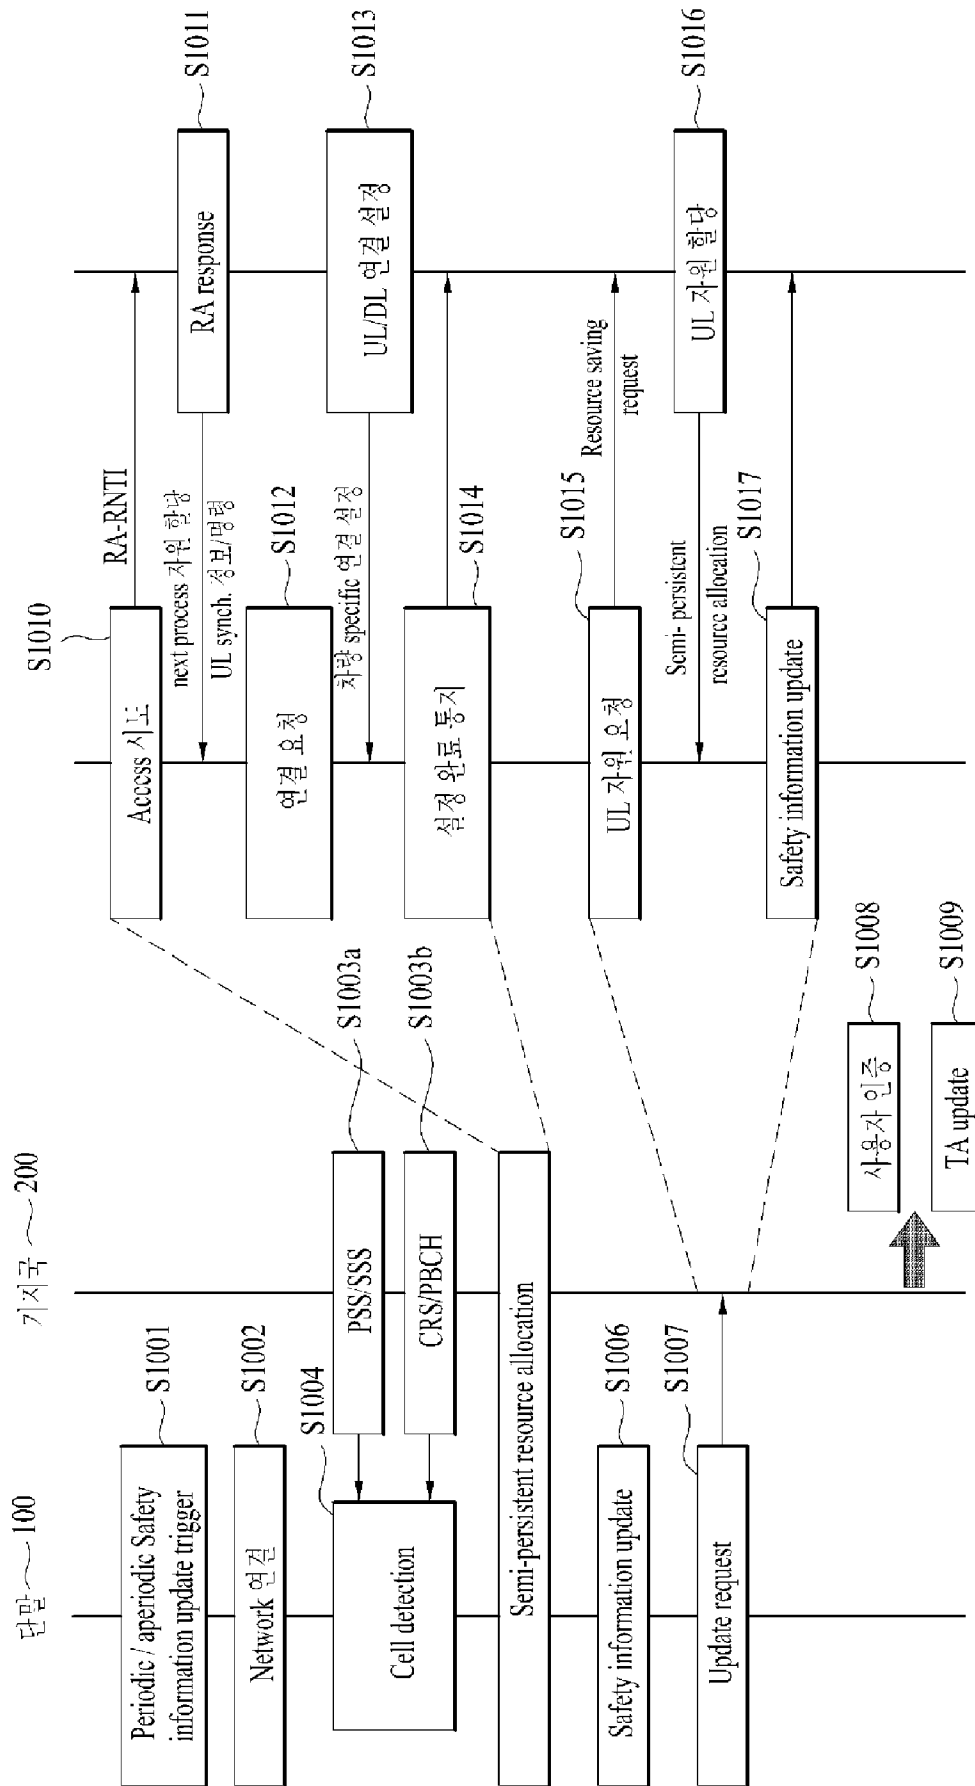 단말 100
기지국 200
Periodic / aperiodic Safety
information update trigger
S1001
Network 연결
S1002
PSS/SSS
S1003a
S1004
Cell detection
CRS/PBCH
S1003b
Semi-persistent resource allocation
Safety information update
S1006
Update request
S1007
사용자 인증
S1008
TA update
S1009
S1010
Access 시도
RA-RNTI
RA response
S1011
next process 자원 할당
UL synch. 정보/명령
연결 요청
S1012
UL/DL 연결 설정
S1013
차량 specific 연결 설정
설정 완료 통지
S1014
UL 자원 요청
S1015
Resource saving
request
UL 자원 할당
S1016
Semi- persistent
resource allocation
Safety information update
S1017